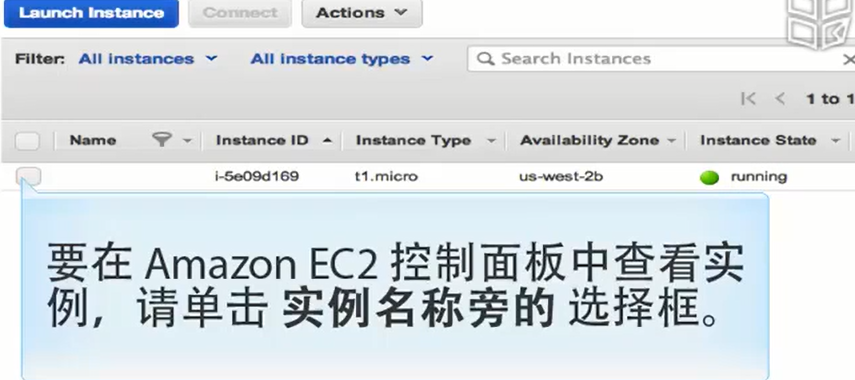 Launch Instance Connect Actions
Filter: All instances All instance types Search Instances
1 to 1
Name Instance ID Instance Type Availability Zone Instance State
i-5e09d169 t1.micro us-west-2b running
要在 Amazon EC2 控制面板中查看实
例，请单击 实例名称旁的 选择框。